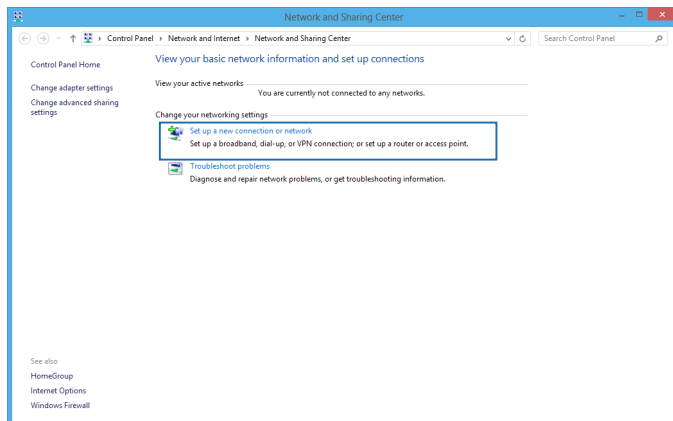 Network and Sharing Center
Control Panel Network and Internet Network and Sharing Center
Search Control Panel
Control Panel Home
Change adapter settings
Change advanced sharing
settings
View your basic network information and set up connections
View your active networks
You are currently not connected to any networks.
Change your networking settings
Set up a new connection or network
Set up a broadband, dial-up, or VPN connection; or set up a router or access point.
Troubleshoot problems
Diagnose and repair network problems, or get troubleshooting information.
See also
HomeGroup
Internet Options
Windows Firewall